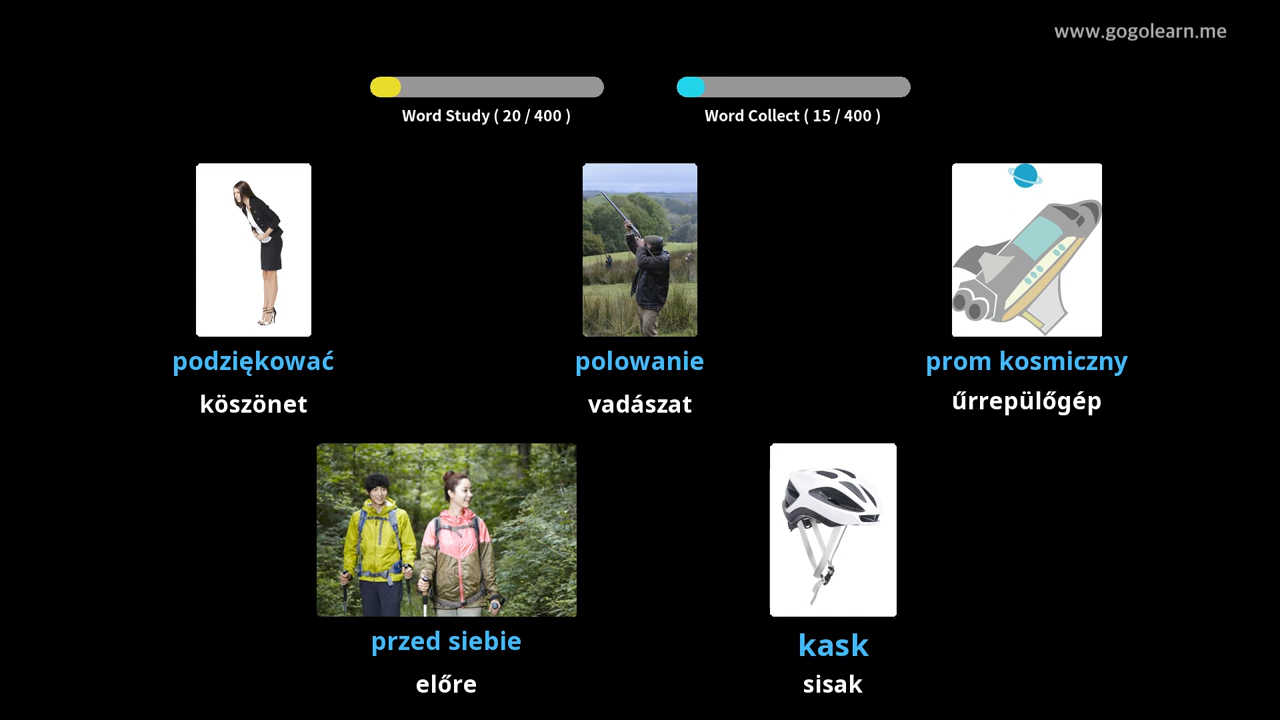 www.gogolearn.me
Word Study ( 20 / 400 )
Word Collect ( 15 / 400 )
podziękować
polowanie
prom kosmiczny
köszönet
vadászat
űrrepülőgép
przed siebie
kask
előre
sisak